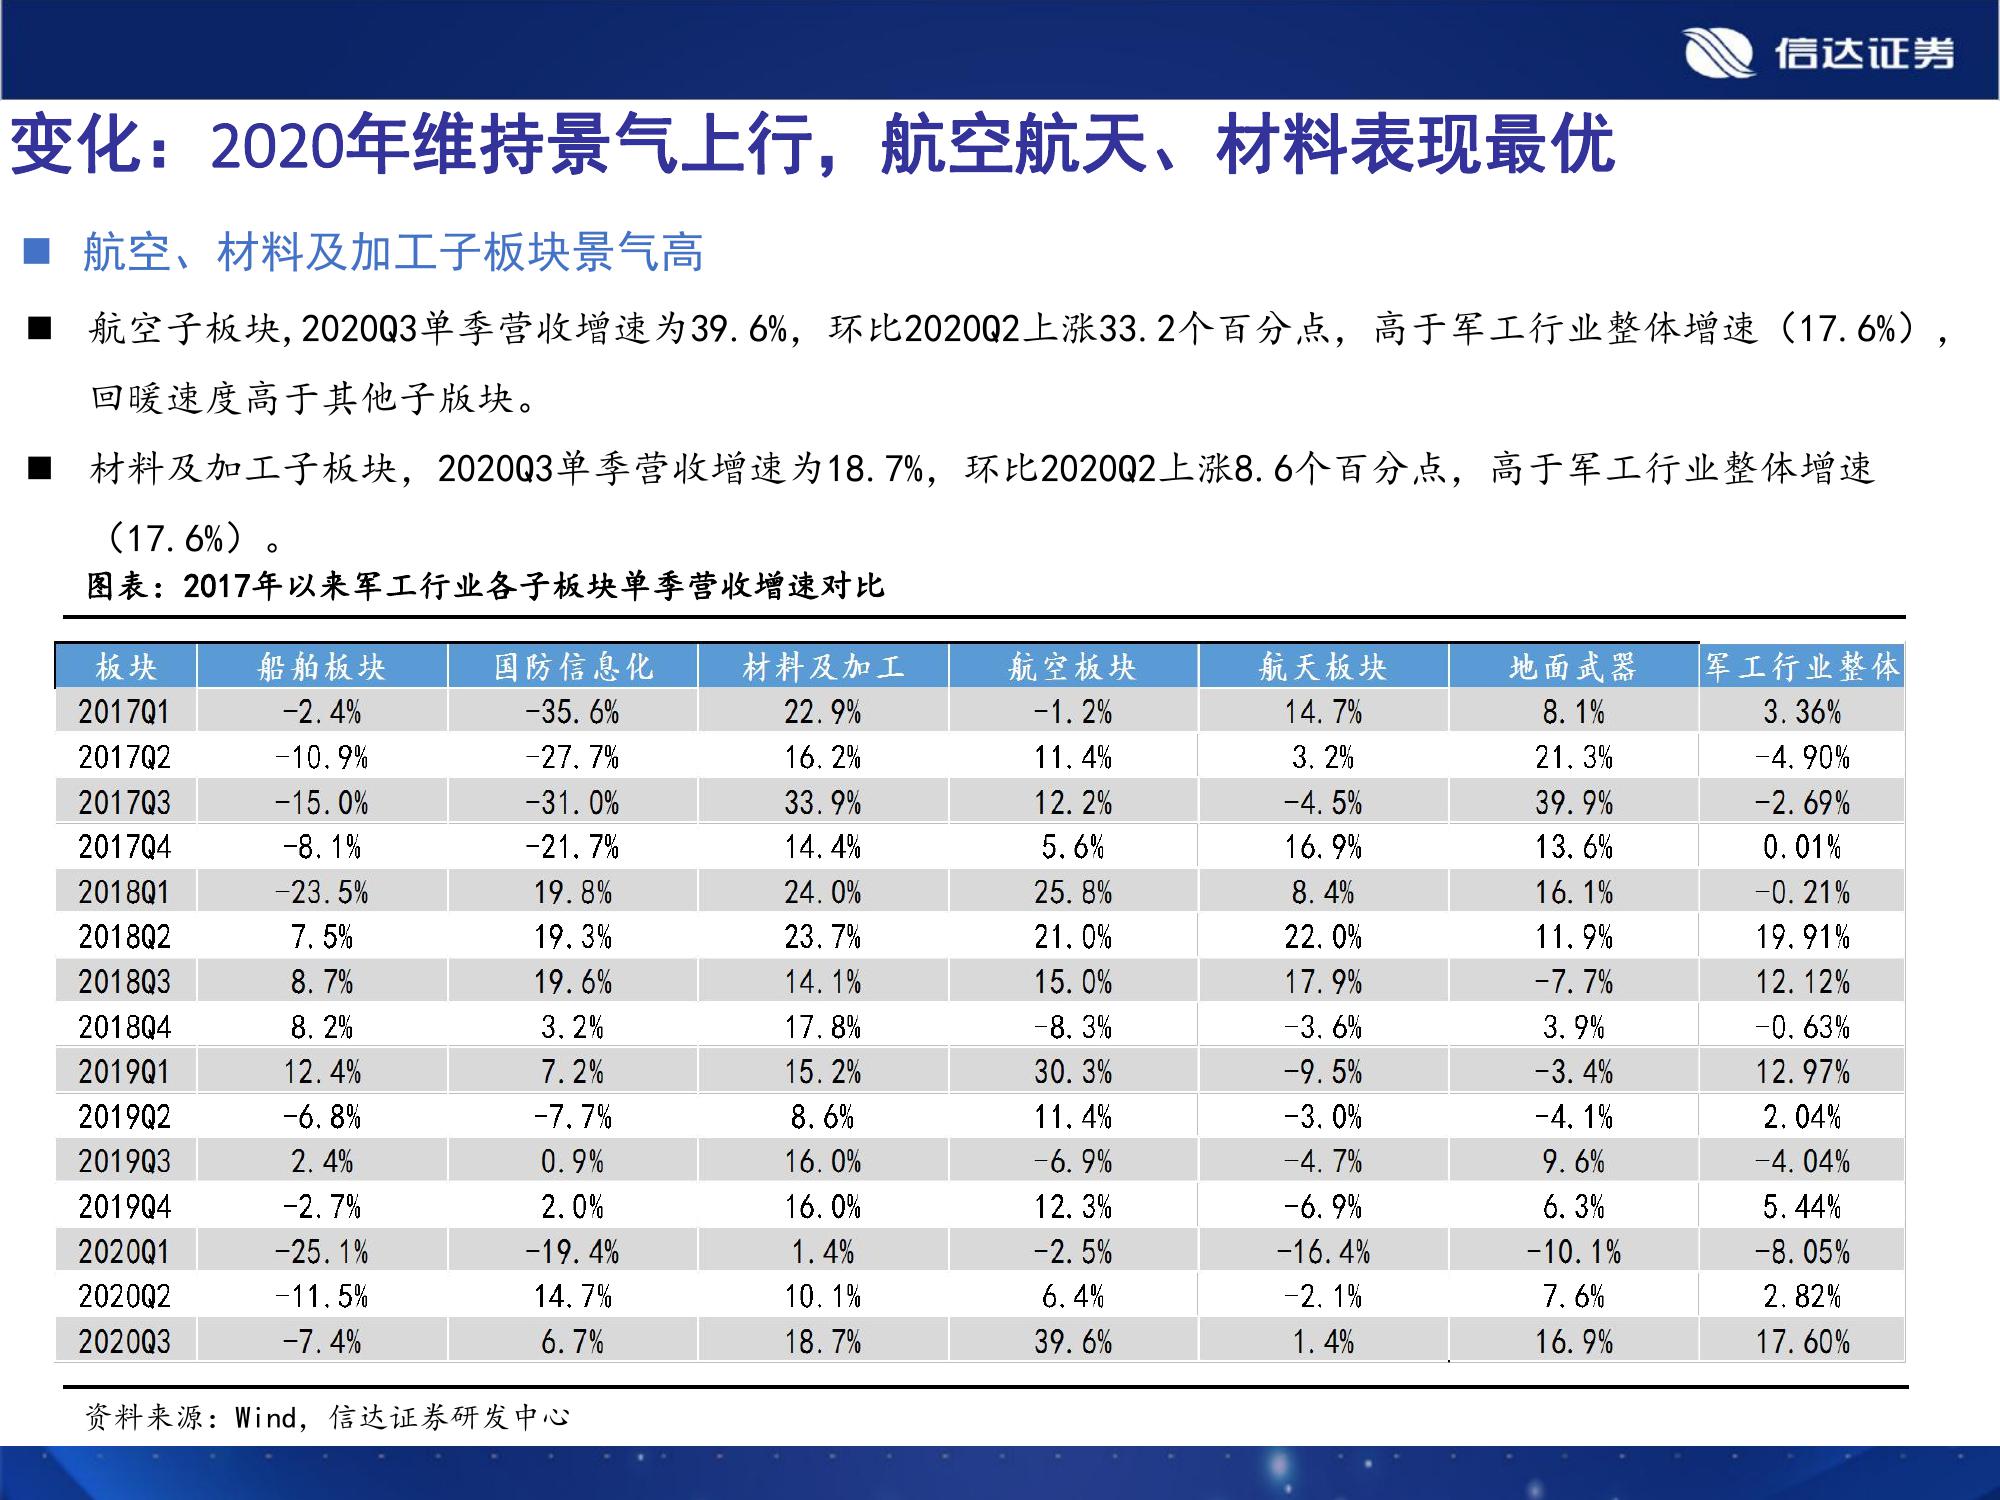 信达证券
变化：2020年维持景气上行，航空航天、材料表现最优
■ 航空、材料及加工子板块景气高
■ 航空子板块,2020Q3单季营收增速为39.6%，环比2020Q2上涨33.2个百分点，高于军工行业整体增速（17.6%），
回暖速度高于其他子版块。
■ 材料及加工子板块，2020Q3单季营收增速为18.7%，环比2020Q2上涨8.6个百分点，高于军工行业整体增速
（17.6%）。
图表：2017年以来军工行业各子板块单季营收增速对比
板块 船舶板块 国防信息化 材料及加工 航空板块 航天板块 地面武器 军工行业整体
2017Q1 -2.4% -35.6% 22.9% -1.2% 14.7% 8.1% 3.36%
2017Q2 -10.9% -27.7% 16.2% 11.4% 3.2% 21.3% -4.90%
2017Q3 -15.0% -31.0% 33.9% 12.2% -4.5% 39.9% -2.69%
2017Q4 -8.1% -21.7% 14.4% 5.6% 16.9% 13.6% 0.01%
2018Q1 -23.5% 19.8% 24.0% 25.8% 8.4% 16.1% -0.21%
2018Q2 7.5% 19.3% 23.7% 21.0% 22.0% 11.9% 19.91%
2018Q3 8.7% 19.6% 14.1% 15.0% 17.9% -7.7% 12.12%
2018Q4 8.2% 3.2% 17.8% -8.3% -3.6% 3.9% -0.63%
2019Q1 12.4% 7.2% 15.2% 30.3% -9.5% -3.4% 12.97%
2019Q2 -6.8% -7.7% 8.6% 11.4% -3.0% -4.1% 2.04%
2019Q3 2.4% 0.9% 16.0% -6.9% -4.7% 9.6% -4.04%
2019Q4 -2.7% 2.0% 16.0% 12.3% -6.9% 6.3% 5.44%
2020Q1 -25.1% -19.4% 1.4% -2.5% -16.4% -10.1% -8.05%
2020Q2 -11.5% 14.7% 10.1% 6.4% -2.1% 7.6% 2.82%
2020Q3 -7.4% 6.7% 18.7% 39.6% 1.4% 16.9% 17.60%
资料来源：Wind，信达证券研发中心